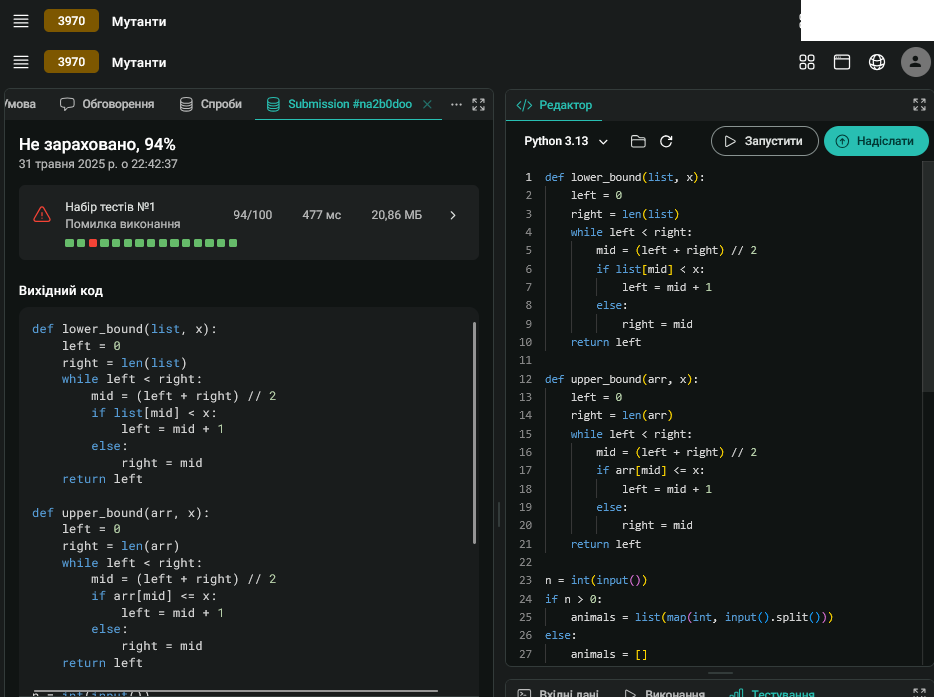 3970 Мутанти
3970 Мутанти
Умова Обговорення Спроби Submission #na2b0doo
Не зараховано, 94%
31 травня 2025 р. о 22:42:37
Набір тестів №1
Помилка виконання
94/100 477 мс 20,86 МБ
Вихідний код
def lower_bound(list, x):
    left = 0
    right = len(list)
    while left < right:
        mid = (left + right) // 2
        if list[mid] < x:
            left = mid + 1
        else:
            right = mid
    return left

def upper_bound(arr, x):
    left = 0
    right = len(arr)
    while left < right:
        mid = (left + right) // 2
        if arr[mid] <= x:
            left = mid + 1
        else:
            right = mid
    return left

n = int(input())
</> Редактор
Python 3.13 Запустити Надіслати
1 def lower_bound(list, x):
2     left = 0
3     right = len(list)
4     while left < right:
5         mid = (left + right) // 2
6         if list[mid] < x:
7             left = mid + 1
8         else:
9             right = mid
10     return left
11
12 def upper_bound(arr, x):
13     left = 0
14     right = len(arr)
15     while left < right:
16         mid = (left + right) // 2
17         if arr[mid] <= x:
18             left = mid + 1
19         else:
20             right = mid
21     return left
22
23 n = int(input())
24 if n > 0:
25     animals = list(map(int, input().split()))
26 else:
27     animals = []
Вхідні дані Виконання Тестування